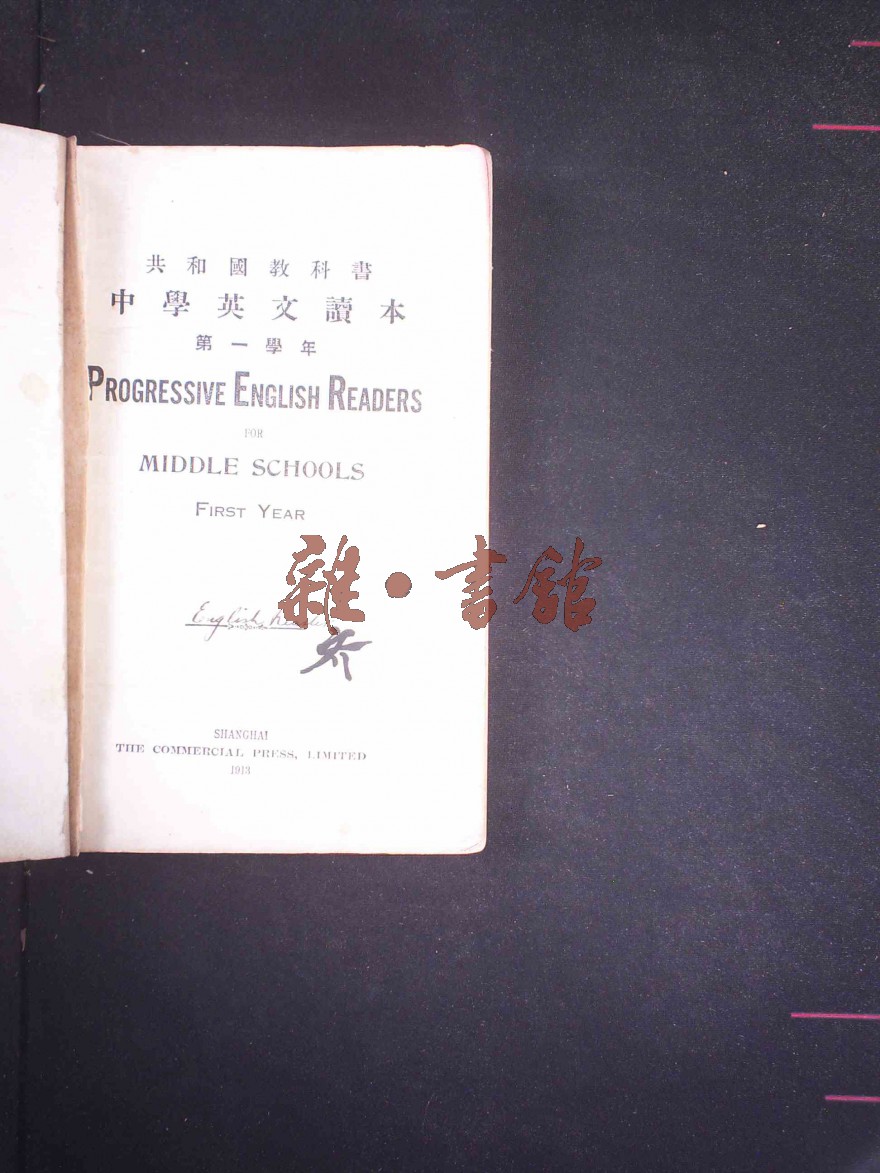 共和國教科書
中學英文讀本
第一學年
PROGRESSIVE ENGLISH READERS
FOR
MIDDLE SCHOOLS
FIRST YEAR
雜·書館
English
SHANGHAI
THE COMMERCIAL PRESS, LIMITED
1913